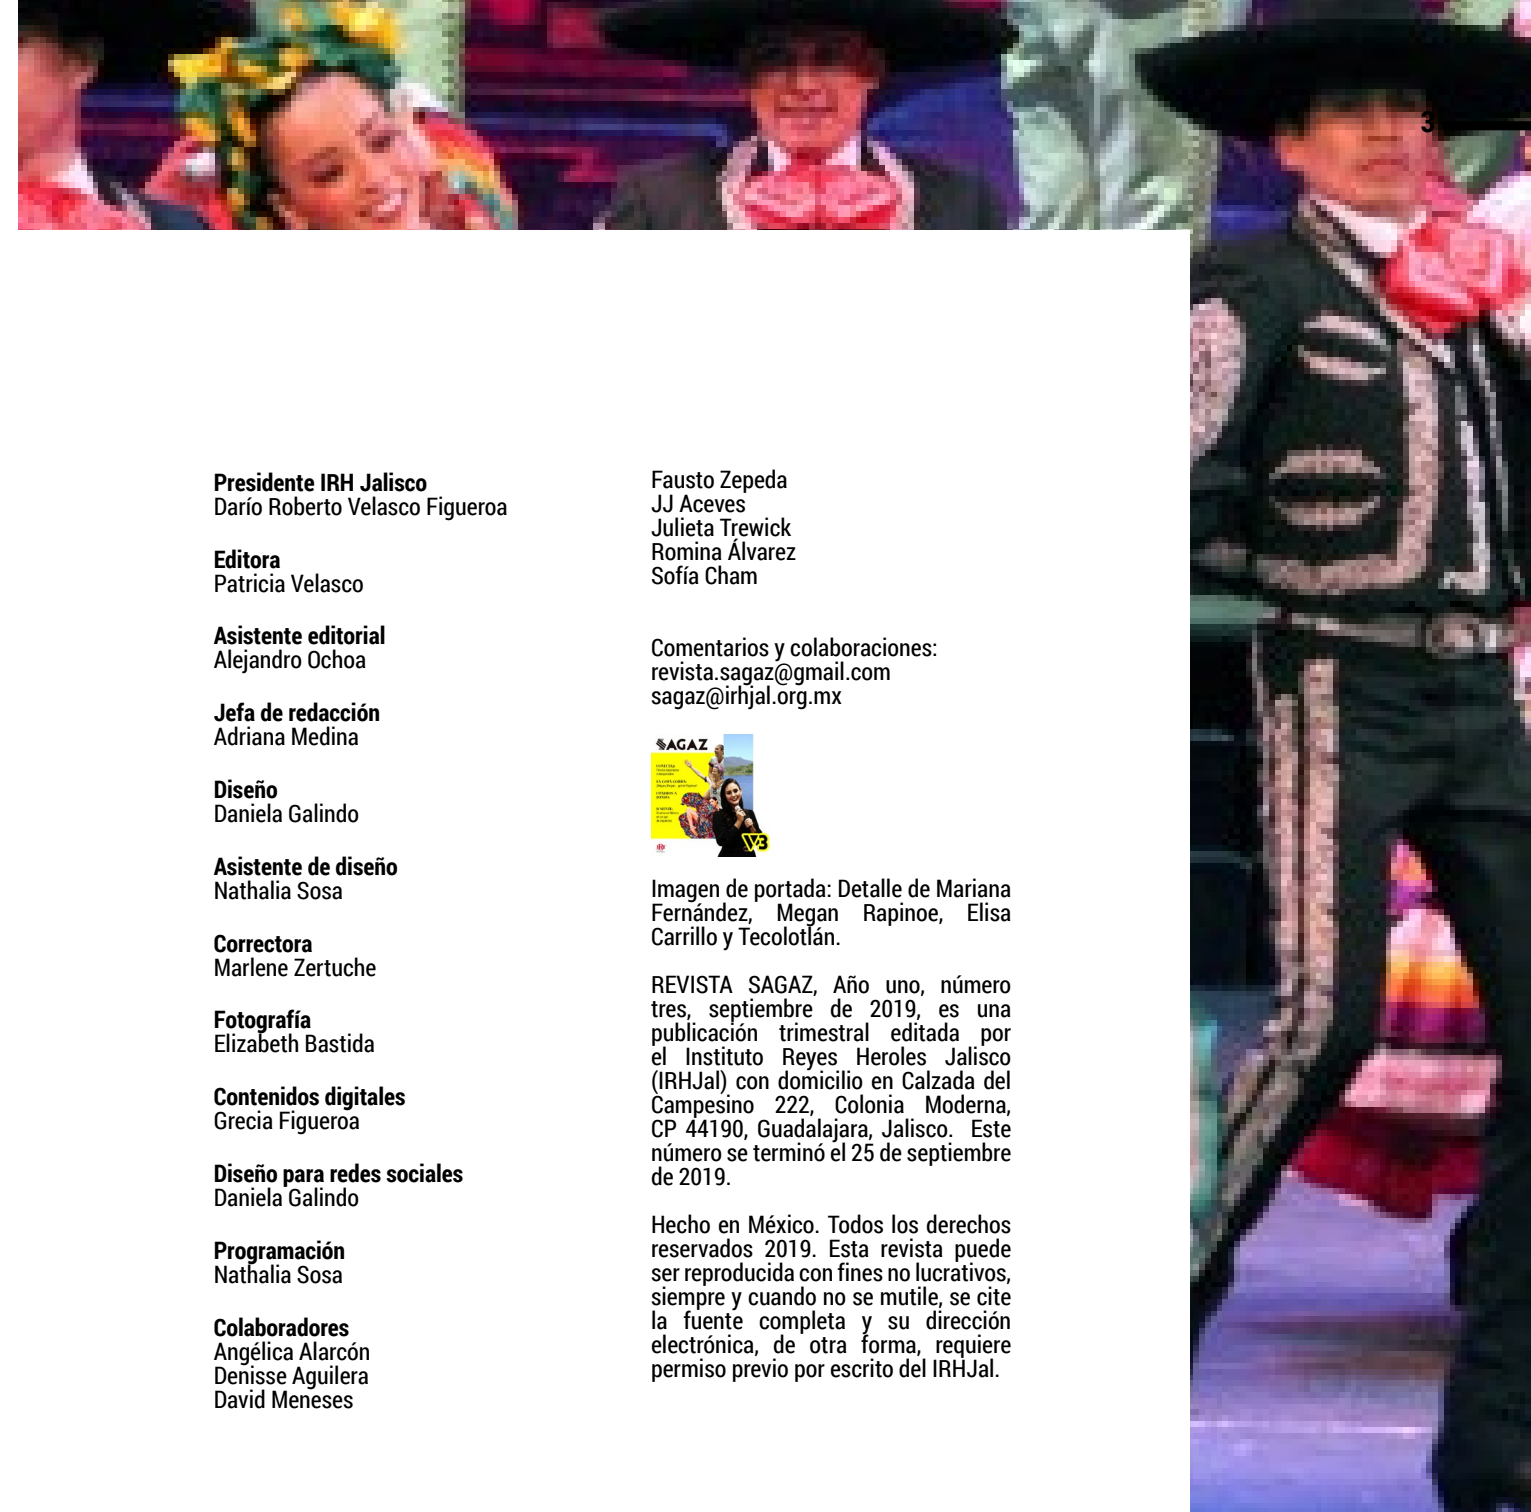 3
Presidente IRH Jalisco
Darío Roberto Velasco Figueroa
Editora
Patricia Velasco
Asistente editorial
Alejandro Ochoa
Jefa de redacción
Adriana Medina
Diseño
Daniela Galindo
Asistente de diseño
Nathalia Sosa
Correctora
Marlene Zertuche
Fotografía
Elizabeth Bastida
Contenidos digitales
Grecia Figueroa
Diseño para redes sociales
Daniela Galindo
Programación
Nathalia Sosa
Colaboradores
Angélica Alarcón
Denisse Aguilera
David Meneses
Fausto Zepeda
JJ Aceves
Julieta Trewick
Romina Álvarez
Sofía Cham
Comentarios y colaboraciones:
revista.sagaz@gmail.com
sagaz@irhjal.org.mx
SAGAZ
Imagen de portada: Detalle de Mariana
Fernández, Megan Rapinoe, Elisa
Carrillo y Tecolotlán.
REVISTA SAGAZ, Año uno, número
tres, septiembre de 2019, es una
publicación trimestral editada por
el Instituto Reyes Heroles Jalisco
(IRHJal) con domicilio en Calzada del
Campesino 222, Colonia Moderna,
CP 44190, Guadalajara, Jalisco. Este
número se terminó el 25 de septiembre
de 2019.
Hecho en México. Todos los derechos
reservados 2019. Esta revista puede
ser reproducida con fines no lucrativos,
siempre y cuando no se mutile, se cite
la fuente completa y su dirección
electrónica, de otra forma, requiere
permiso previo por escrito del IRHJal.